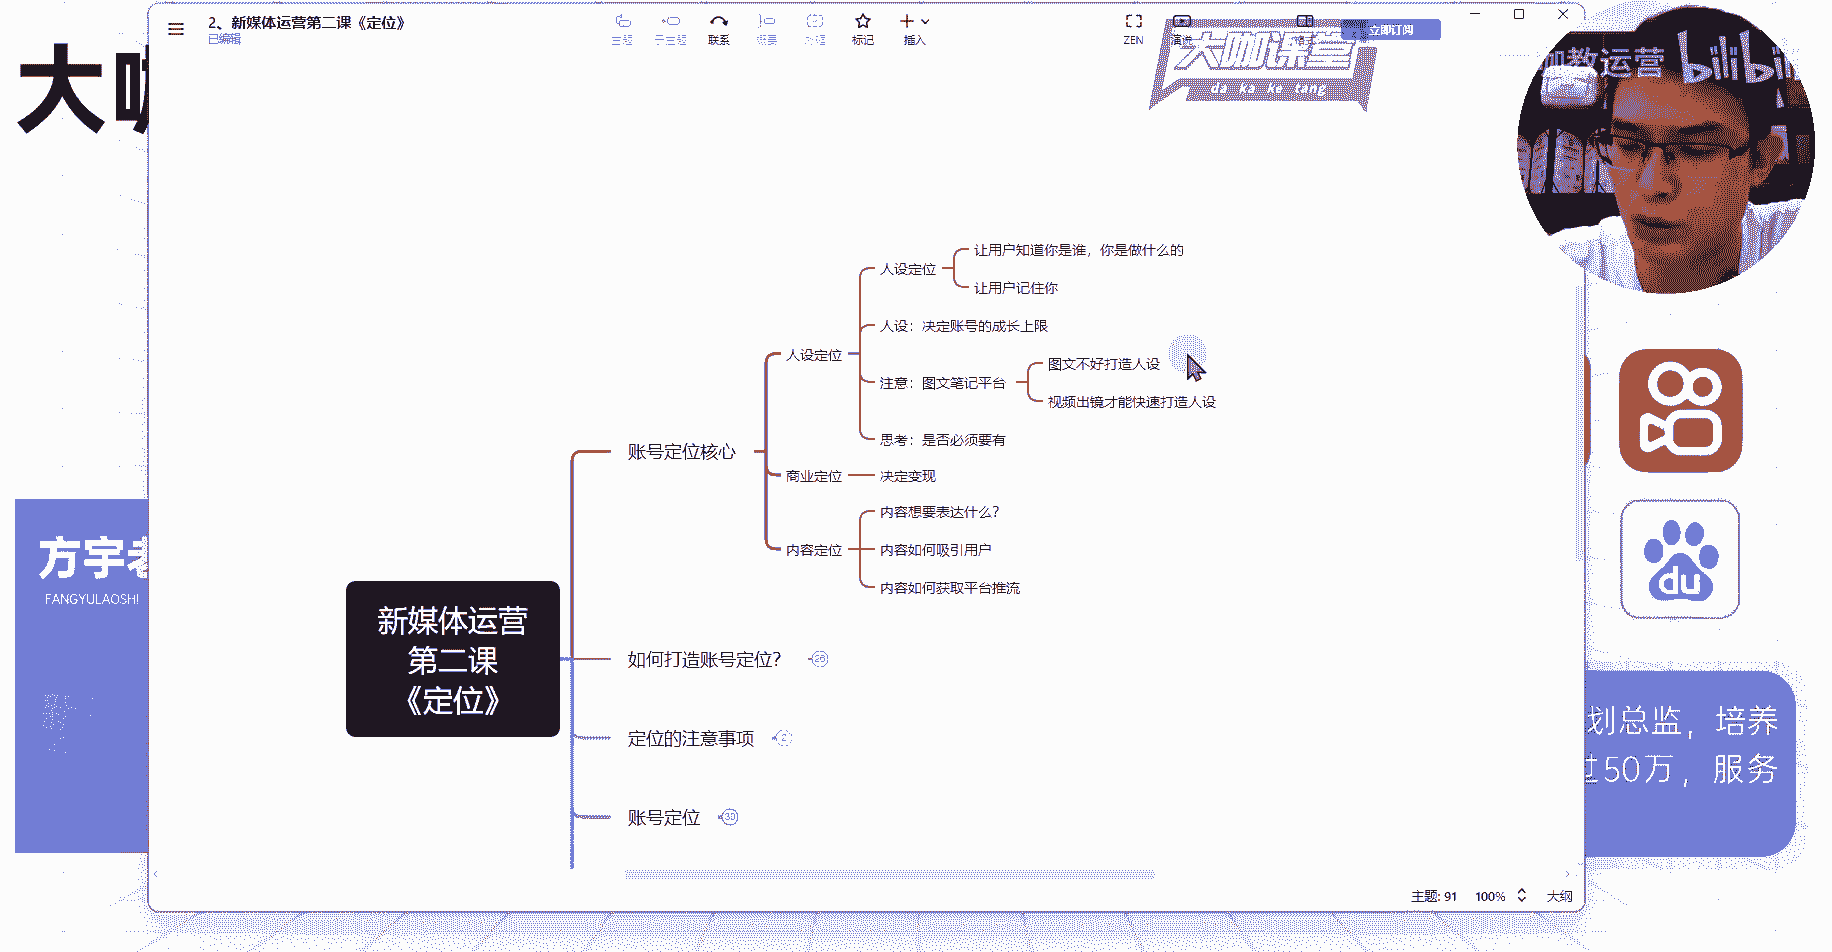 2、新媒体运营第二课《定位》
已编辑
主题
子主题
联系
概要
外框
标记
插入
ZEN
演说
立即订阅
大咖课堂
da ka ke tang
咖教运营
bilibili
大咖
让用户知道你是谁，你是做什么的
人设定位
让用户记住你
人设：决定账号的成长上限
人设定位
图文不好打造人设
注意：图文笔记平台
视频出镜才能快速打造人设
思考：是否必须要有
账号定位核心
商业定位
决定变现
内容想要表达什么？
内容定位
内容如何吸引用户
内容如何获取平台推流
新媒体运营
第二课
《定位》
如何打造账号定位？
26
定位的注意事项
2
账号定位
30
方宇老
FANGYULAOSHI
du
划总监，培养
过50万，服务
主题: 91
100%
大纲